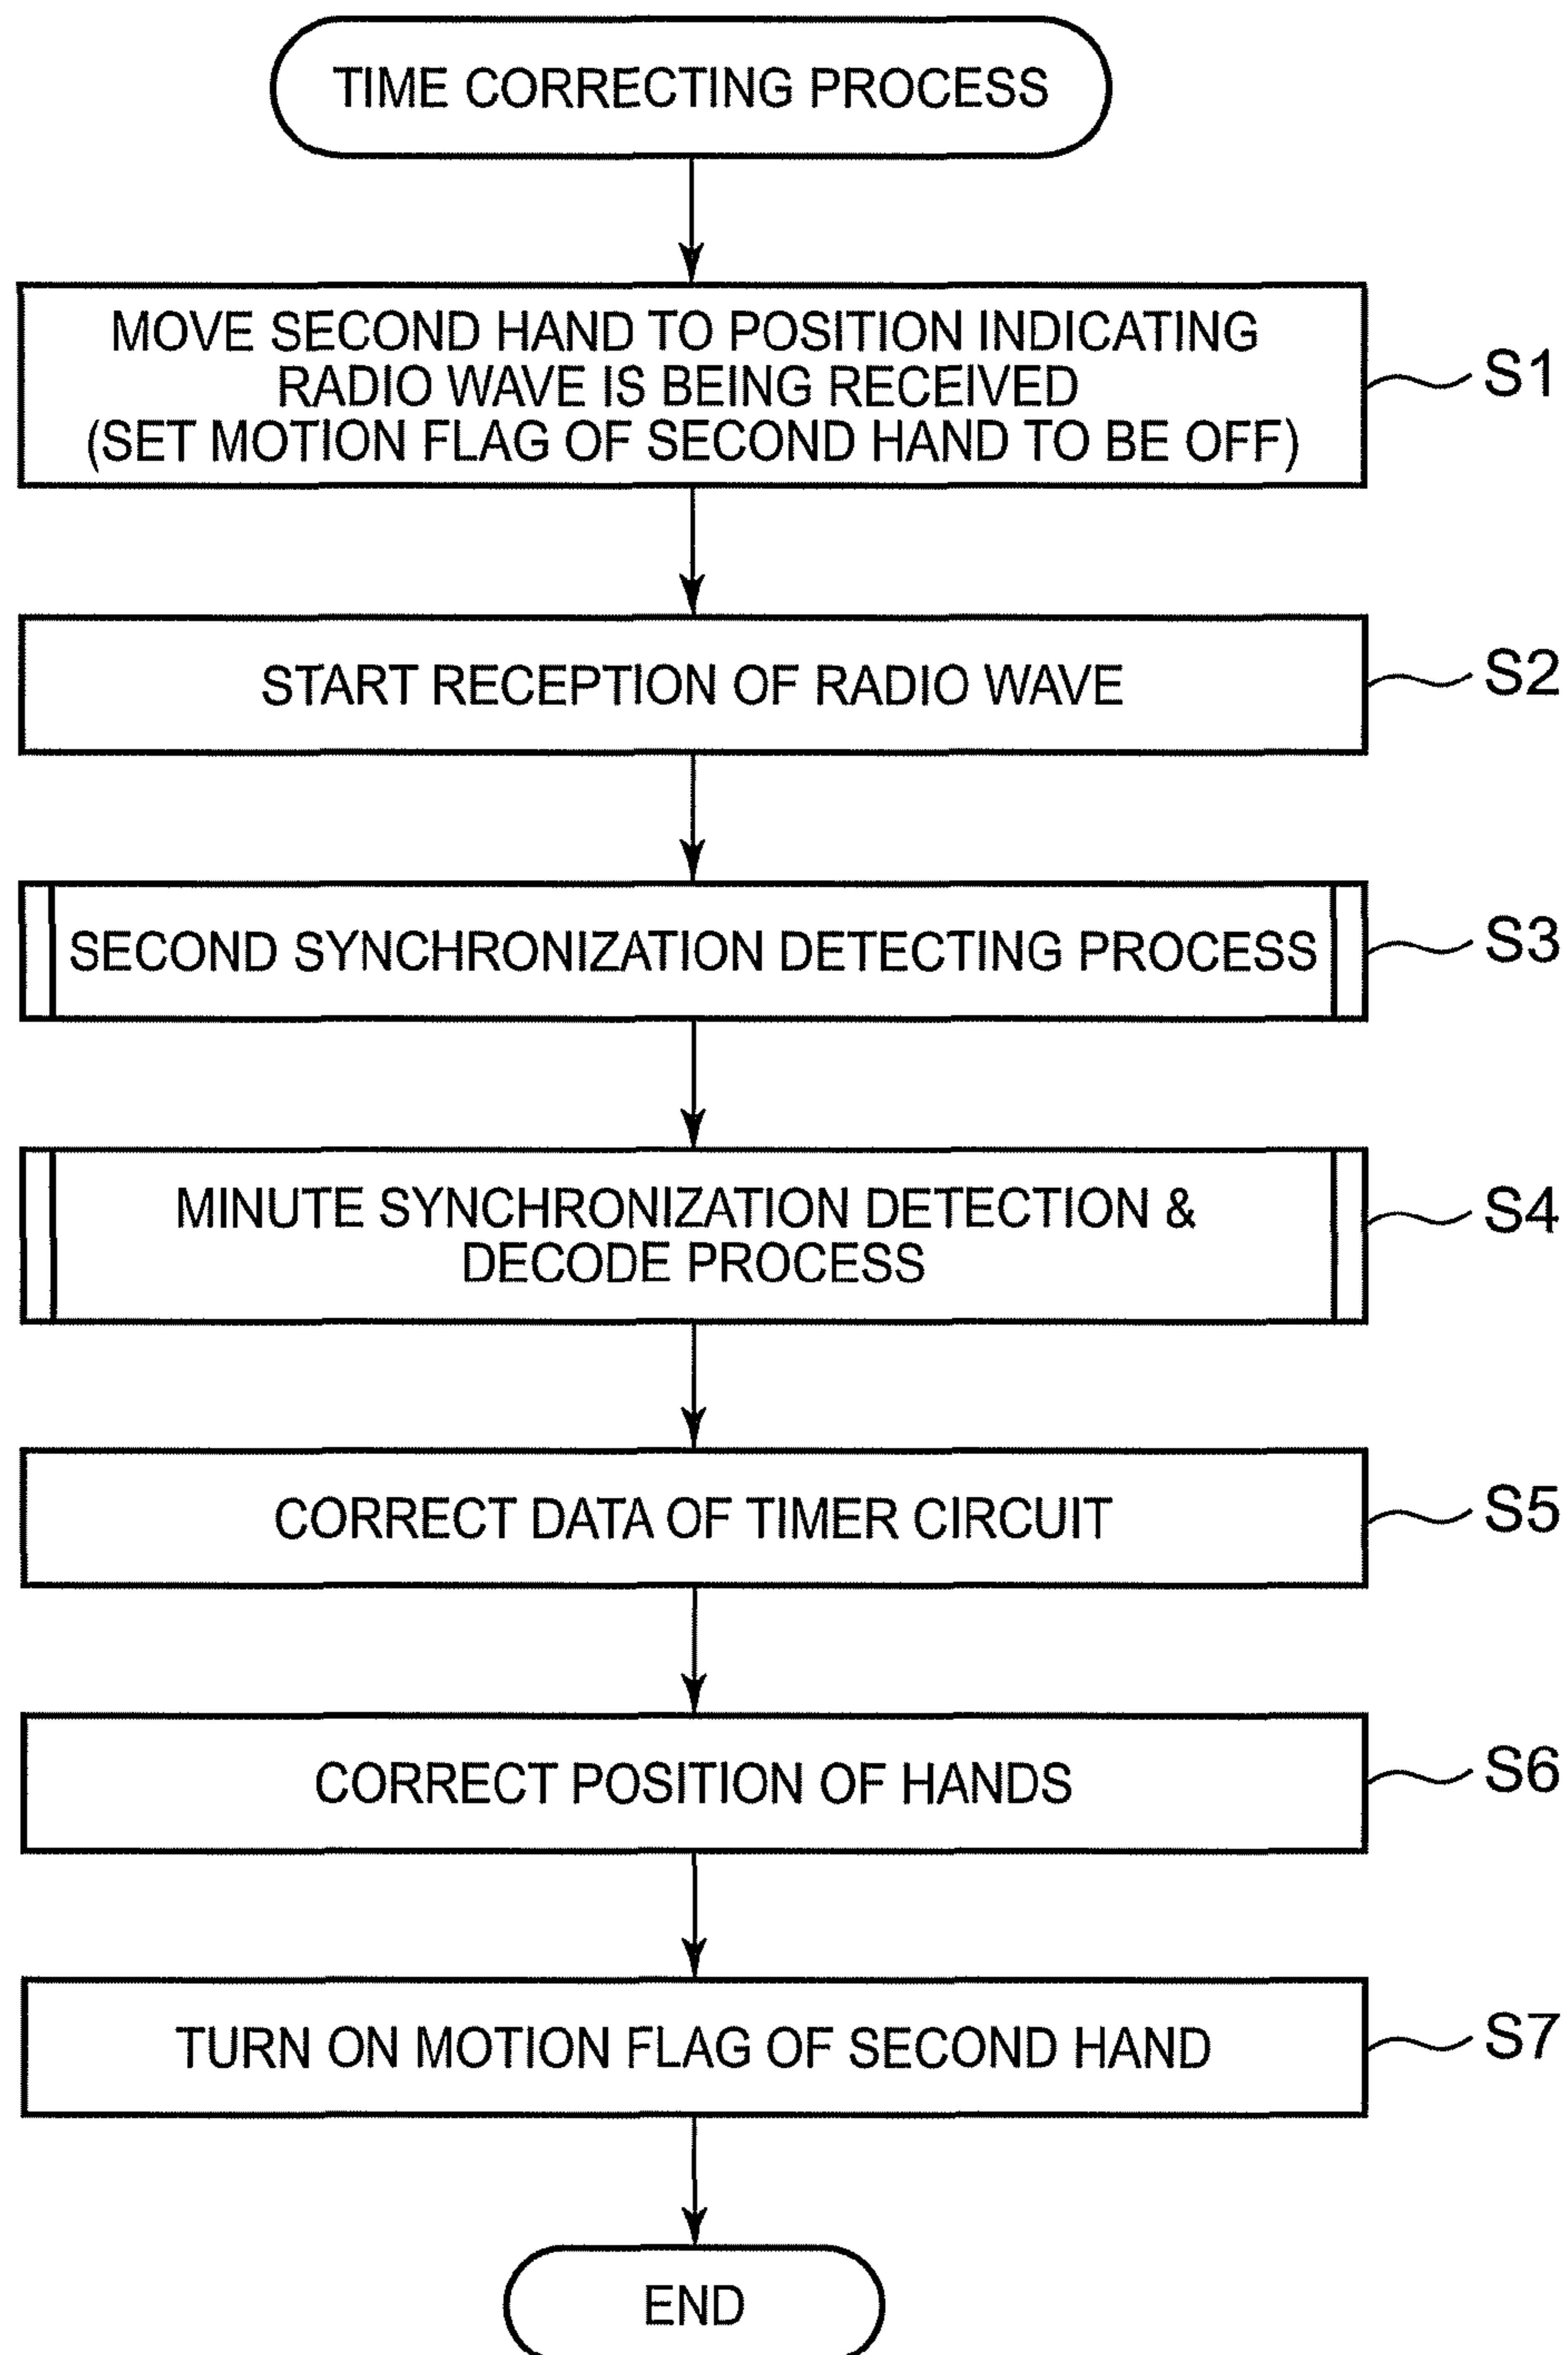 TIME CORRECTING PROCESS
MOVE SECOND HAND TO POSITION INDICATING
RADIO WAVE IS BEING RECEIVED
(SET MOTION FLAG OF SECOND HAND TO BE OFF)
S1
START RECEPTION OF RADIO WAVE
S2
SECOND SYNCHRONIZATION DETECTING PROCESS
S3
MINUTE SYNCHRONIZATION DETECTION &
DECODE PROCESS
S4
CORRECT DATA OF TIMER CIRCUIT
S5
CORRECT POSITION OF HANDS
S6
TURN ON MOTION FLAG OF SECOND HAND
S7
END